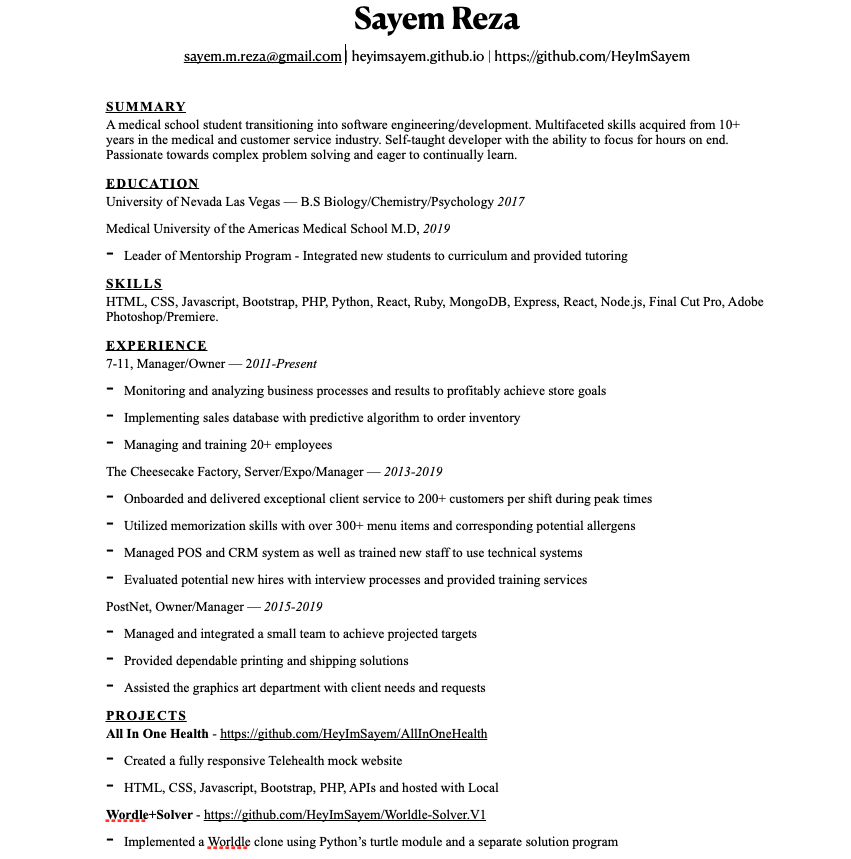 Sayem Reza
sayem.m.reza@gmail.com | heyimsayem.github.io | https://github.com/HeyImSayem
SUMMARY
A medical school student transitioning into software engineering/development. Multifaceted skills acquired from 10+
years in the medical and customer service industry. Self-taught developer with the ability to focus for hours on end.
Passionate towards complex problem solving and eager to continually learn.
EDUCATION
University of Nevada Las Vegas — B.S Biology/Chemistry/Psychology 2017
Medical University of the Americas Medical School M.D, 2019
- Leader of Mentorship Program - Integrated new students to curriculum and provided tutoring
SKILLS
HTML, CSS, Javascript, Bootstrap, PHP, Python, React, Ruby, MongoDB, Express, React, Node.js, Final Cut Pro, Adobe
Photoshop/Premiere.
EXPERIENCE
7-11, Manager/Owner — 2011-Present
- Monitoring and analyzing business processes and results to profitably achieve store goals
- Implementing sales database with predictive algorithm to order inventory
- Managing and training 20+ employees
The Cheesecake Factory, Server/Expo/Manager — 2013-2019
- Onboarded and delivered exceptional client service to 200+ customers per shift during peak times
- Utilized memorization skills with over 300+ menu items and corresponding potential allergens
- Managed POS and CRM system as well as trained new staff to use technical systems
- Evaluated potential new hires with interview processes and provided training services
PostNet, Owner/Manager — 2015-2019
- Managed and integrated a small team to achieve projected targets
- Provided dependable printing and shipping solutions
- Assisted the graphics art department with client needs and requests
PROJECTS
All In One Health - https://github.com/HeyImSayem/AllInOneHealth
- Created a fully responsive Telehealth mock website
- HTML, CSS, Javascript, Bootstrap, PHP, APIs and hosted with Local
Wordle+Solver - https://github.com/HeyImSayem/Worldle-Solver.V1
- Implemented a Worldle clone using Python's turtle module and a separate solution program